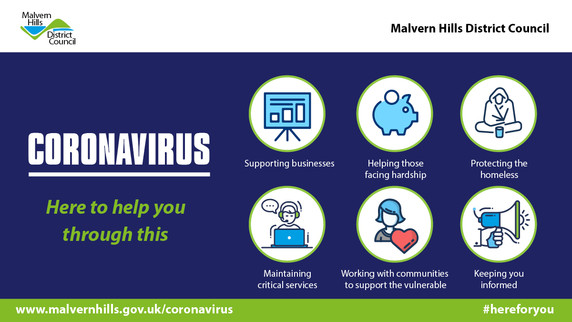 Malvern
Hills
District
Council
Malvern Hills District Council
CORONAVIRUS
Here to help you
through this
Supporting businesses
Helping those
facing hardship
Protecting the
homeless
Maintaining
critical services
Working with communities
to support the vulnerable
Keeping you
informed
www.malvernhills.gov.uk/coronavirus
#hereforyou